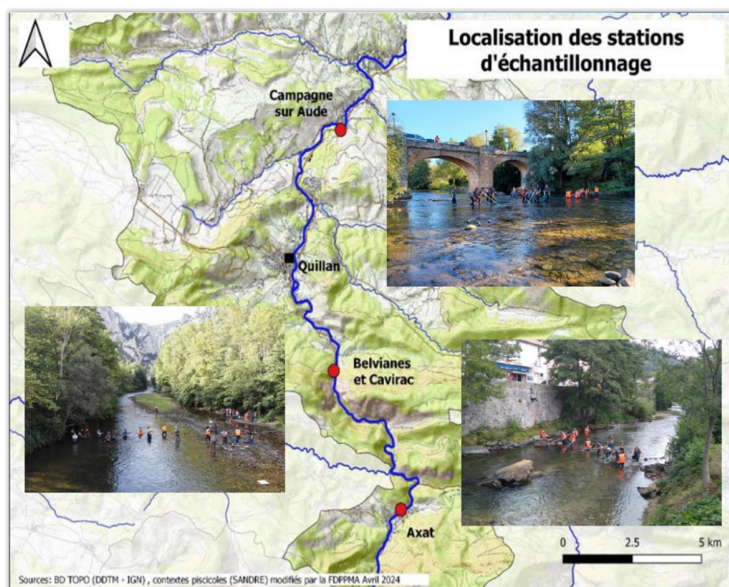 Localisation des stations
d'échantillonnage
Campagne
sur Aude
Quillan
Belvianes
et Cavirac
Axat
0
2.5
5 km
Sources: BD TOPO (DDTM - IGN) , contextes piscicoles (SANDRE) modifiés par la FDPPMA Avril 2024